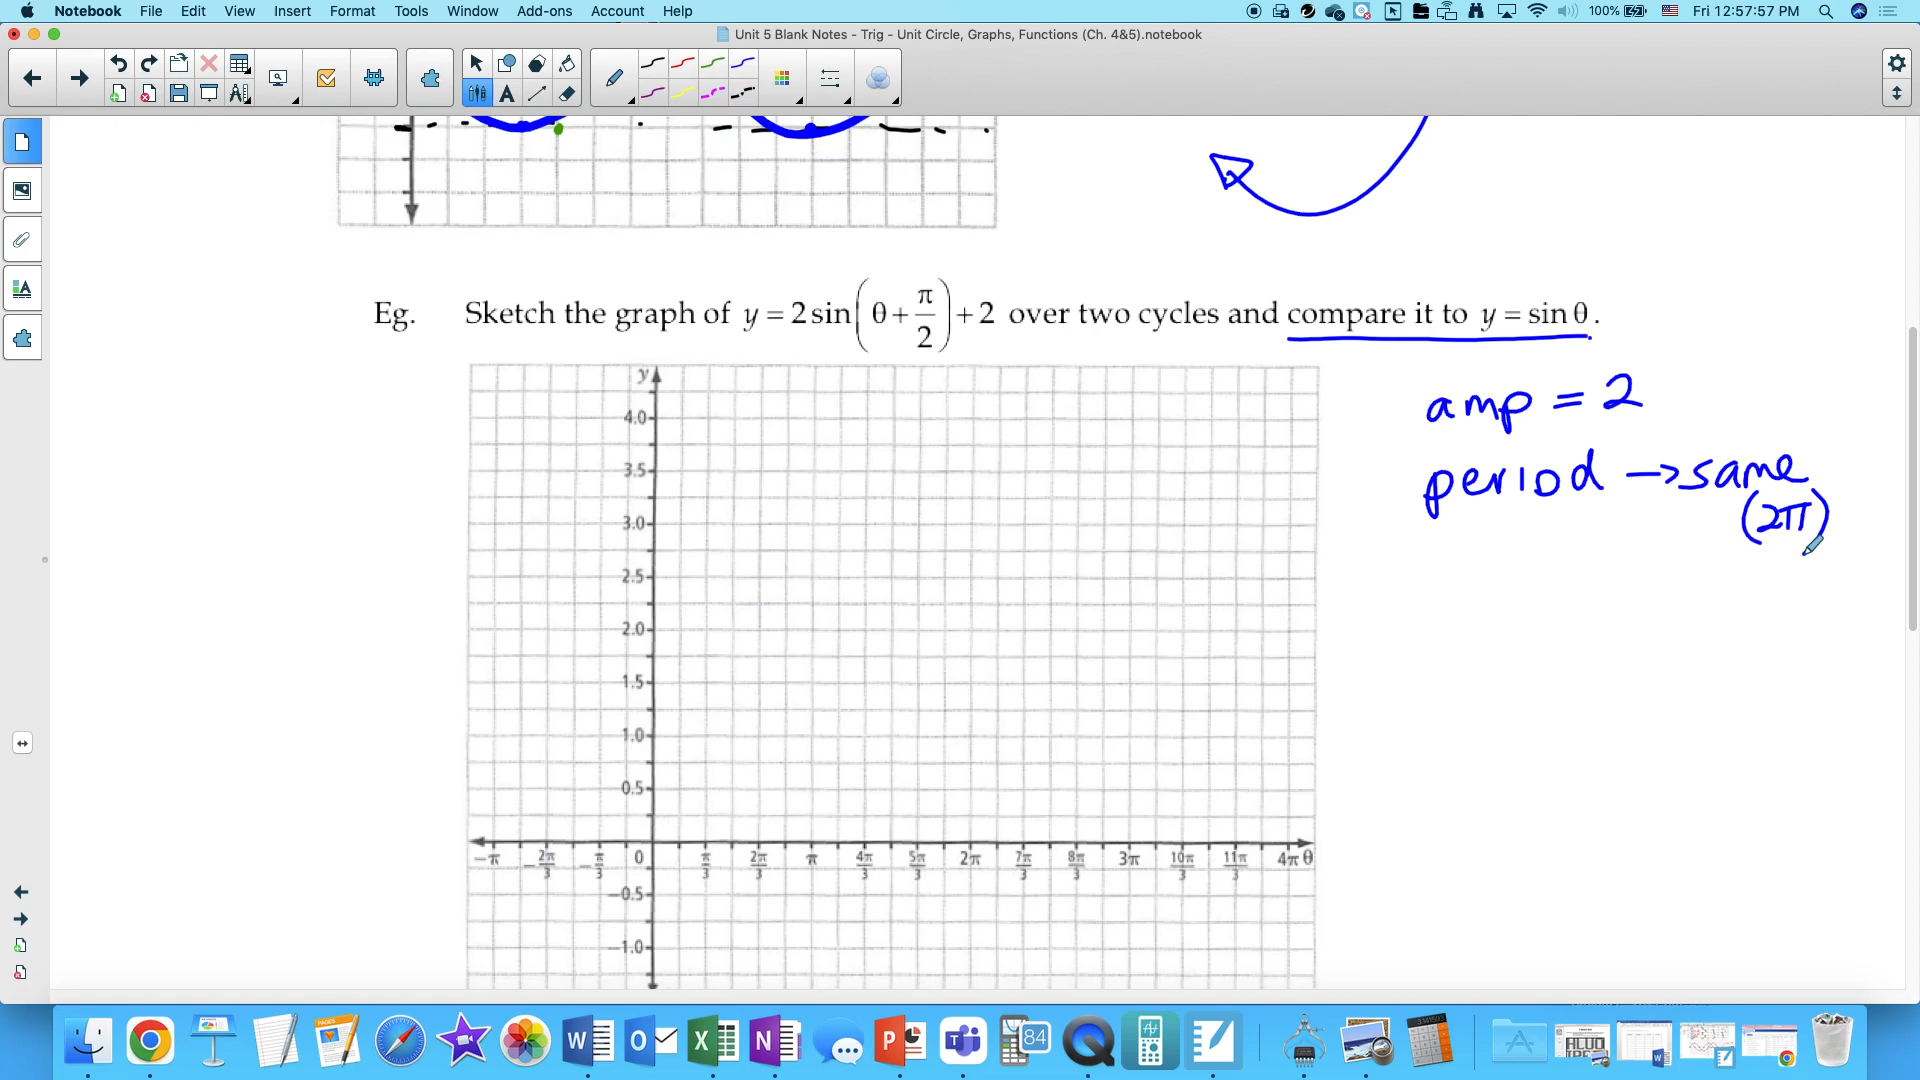 Notebook File Edit View Insert Format Tools Window Add-ons Account Help 100% Fri 12:57:57 PM
Unit 5 Blank Notes - Trig - Unit Circle, Graphs, Functions (Ch. 4&5).notebook
Eg. Sketch the graph of y = 2 sin(θ + π/2) + 2 over two cycles and compare it to y = sin θ.
amp = 2
period → same
(2π)
y
4.0
3.5
3.0
2.5
2.0
1.5
1.0
0.5
−π −2π/3 −π/3 0 π/3 2π/3 π 4π/3 5π/3 2π 7π/3 8π/3 3π 10π/3 11π/3 4π θ
−0.5
−1.0